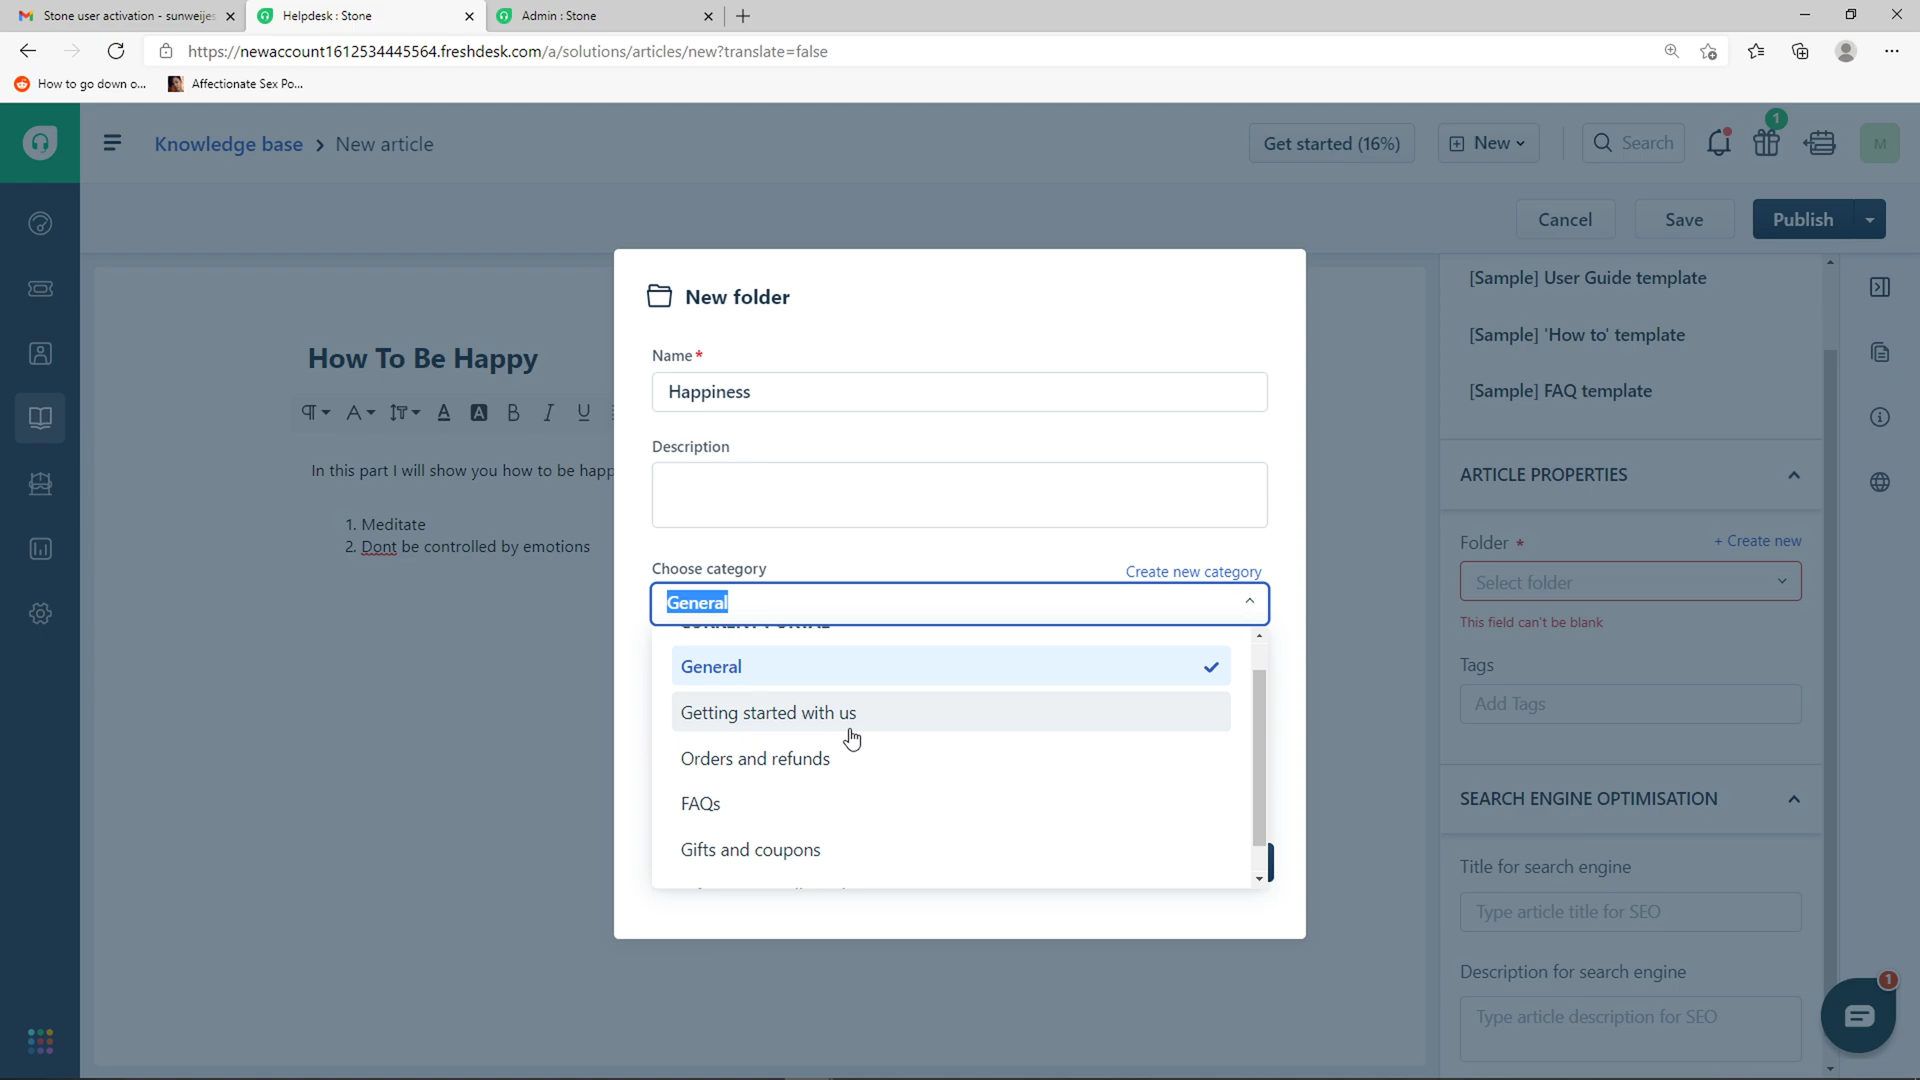 Stone user activation - sunweijes
Helpdesk : Stone
Admin : Stone
https://newaccount1612534445564.freshdesk.com/a/solutions/articles/new?translate=false
How to go down o...
Affectionate Sex Po...
Knowledge base > New article
Get started (16%)
New
Search
1
M
Cancel
Save
Publish
New folder
Name *
Happiness
Description
Choose category
Create new category
General
General
Getting started with us
Orders and refunds
FAQs
Gifts and coupons
How To Be Happy
In this part I will show you how to be happ
1. Meditate
2. Dont be controlled by emotions
[Sample] User Guide template
[Sample] 'How to' template
[Sample] FAQ template
ARTICLE PROPERTIES
Folder *
+ Create new
Select folder
This field can't be blank
Tags
Add Tags
SEARCH ENGINE OPTIMISATION
Title for search engine
Type article title for SEO
Description for search engine
Type article description for SEO
1